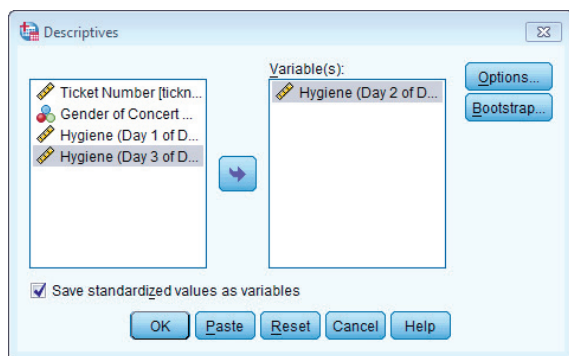 Descriptives
Variable(s):
Ticket Number [tickn...
Gender of Concert ...
Hygiene (Day 1 of D...
Hygiene (Day 3 of D...
Hygiene (Day 2 of D...
Options...
Bootstrap...
Save standardized values as variables
OK Paste Reset Cancel Help